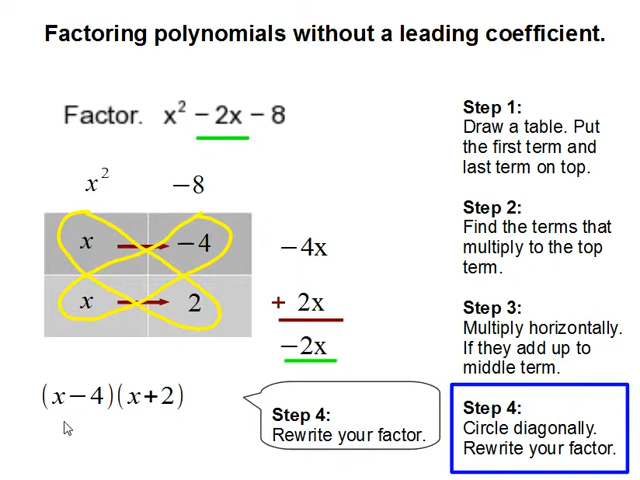 Factoring polynomials without a leading coefficient.
Factor. x² − 2x − 8
x² −8
x −4 −4x
x 2 + 2x
−2x
(x−4)(x+2)
Step 4:
Rewrite your factor.
Step 1:
Draw a table. Put
the first term and
last term on top.
Step 2:
Find the terms that
multiply to the top
term.
Step 3:
Multiply horizontally.
If they add up to
middle term.
Step 4:
Circle diagonally.
Rewrite your factor.